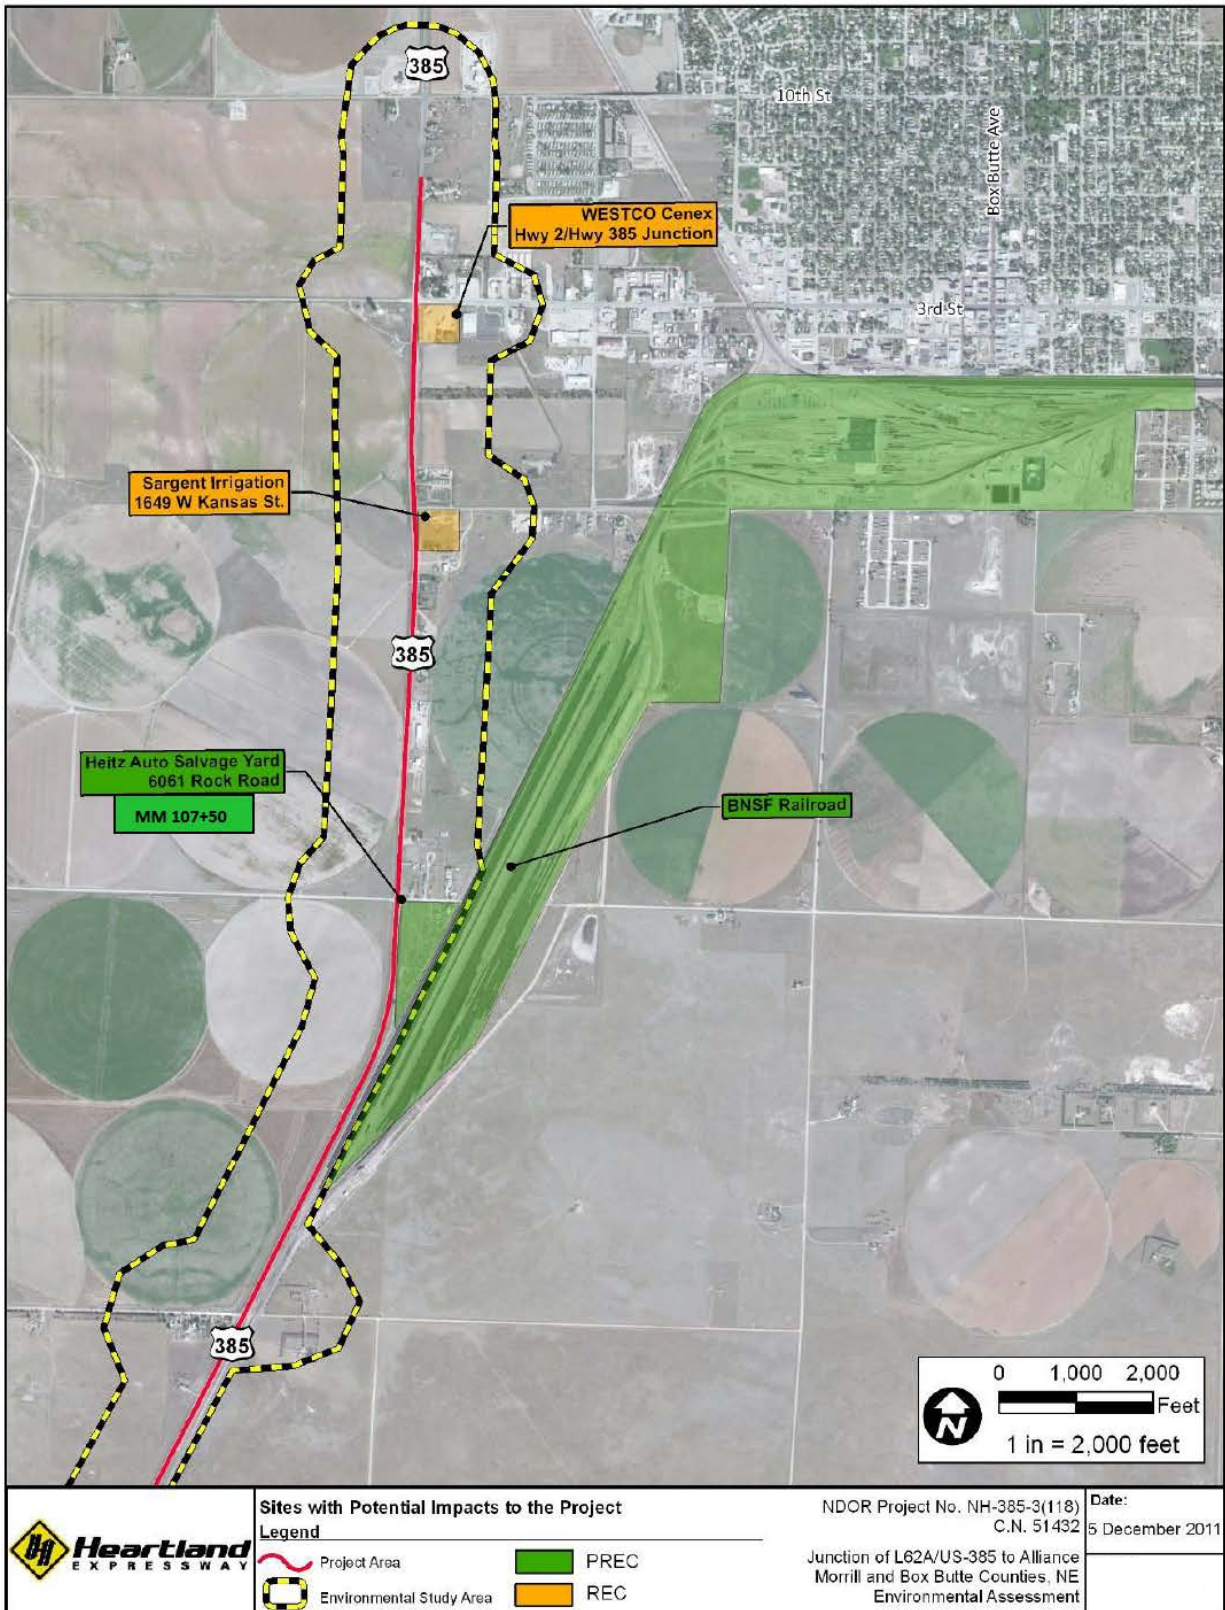 385
10th St
Box Butte Ave
WESTCO Cenex
Hwy 2/Hwy 385 Junction
3rd St
Sargent Irrigation
1649 W Kansas St.
385
Heitz Auto Salvage Yard
6061 Rock Road
MM 107+50
BNSF Railroad
385
0 1,000 2,000
Feet
N
1 in = 2,000 feet
Heartland
EXPRESSWAY
Sites with Potential Impacts to the Project
Legend
Project Area
Environmental Study Area
PREC
REC
NDOR Project No. NH-385-3(118)
C.N. 51432
Junction of L62A/US-385 to Alliance
Morrill and Box Butte Counties, NE
Environmental Assessment
Date:
5 December 2011